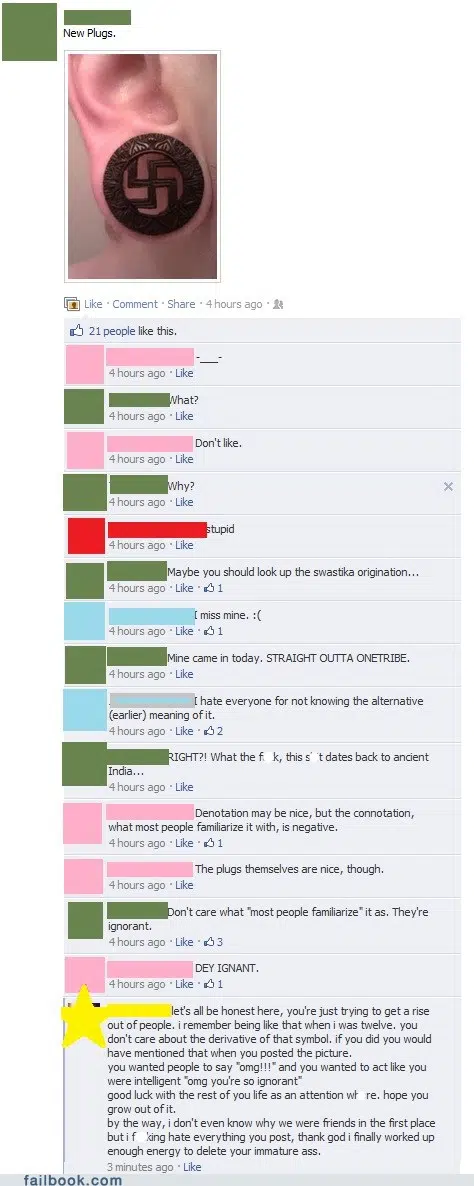 New Plugs.
Like · Comment · Share · 4 hours ago ·
21 people like this.
-___-
4 hours ago · Like
What?
4 hours ago · Like
Don't like.
4 hours ago · Like
Why?
4 hours ago · Like
stupid
4 hours ago · Like
Maybe you should look up the swastika origination...
4 hours ago · Like · 1
I miss mine. :(
4 hours ago · Like · 1
Mine came in today. STRAIGHT OUTTA ONETRIBE.
4 hours ago · Like
I hate everyone for not knowing the alternative
(earlier) meaning of it.
4 hours ago · Like · 2
RIGHT?! What the f k, this s t dates back to ancient
India...
4 hours ago · Like
Denotation may be nice, but the connotation,
what most people familiarize it with, is negative.
4 hours ago · Like · 1
The plugs themselves are nice, though.
4 hours ago · Like
Don't care what "most people familiarize" it as. They're
ignorant.
4 hours ago · Like · 3
DEY IGNANT.
4 hours ago · Like · 1
let's all be honest here, you're just trying to get a rise
out of people. i remember being like that when i was twelve. you
don't care about the derivative of that symbol. if you did you would
have mentioned that when you posted the picture.
you wanted people to say "omg!!!" and you wanted to act like you
were intelligent "omg you're so ignorant"
good luck with the rest of you life as an attention wh re. hope you
grow out of it.
by the way, i don't even know why we were friends in the first place
but i f king hate everything you post, thank god i finally worked up
enough energy to delete your immature ass.
3 minutes ago · Like
failbook.com